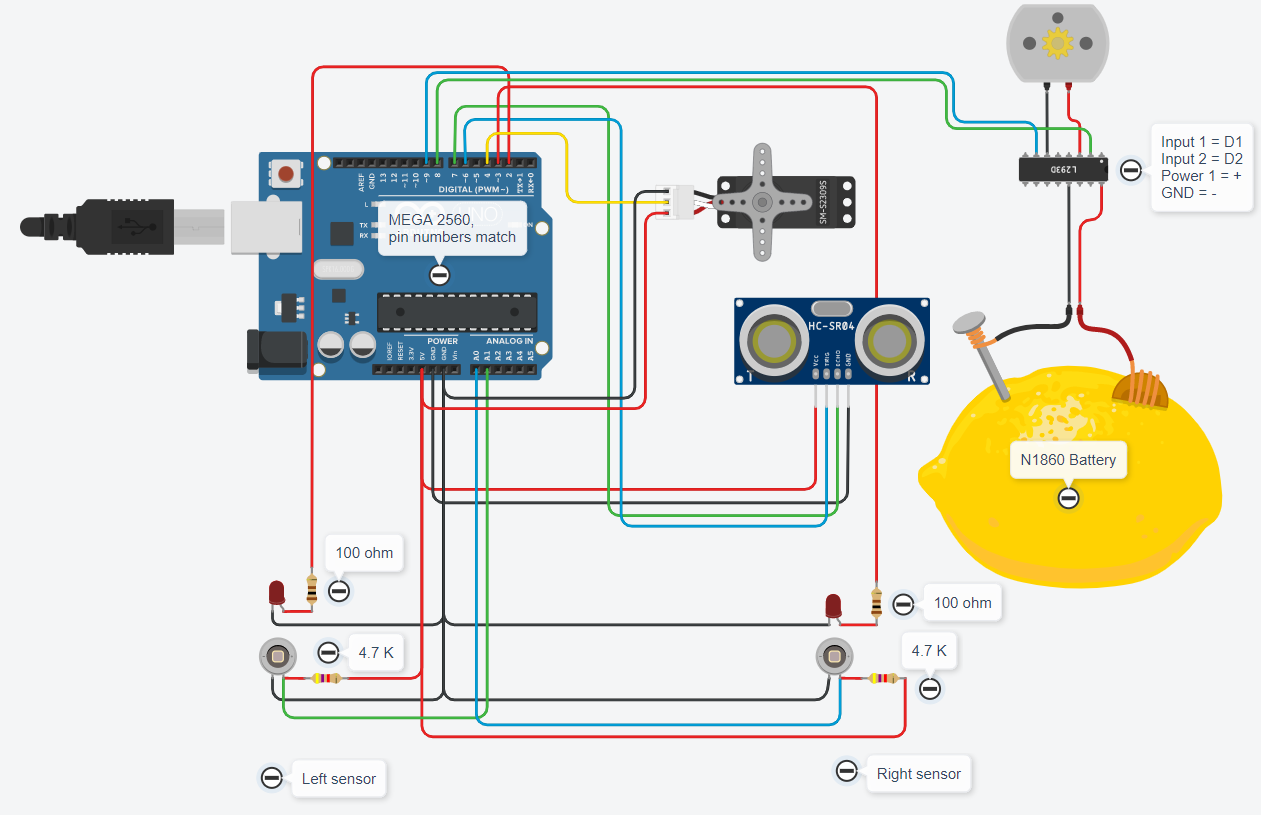 Input 1 = D1
Input 2 = D2
Power 1 = +
GND = -
L293D
AREF
GND
13
12
~11
~10
~9
8
7
~6
~5
4
~3
2
TX→1
RX←0
DIGITAL (PWM~)
L
TX
RX
MEGA 2560,
pin numbers match
SM-S2309S
HC-SR04
VCC
TRIG
ECHO
GND
T
R
POWER
ANALOG IN
IOREF
RESET
3.3V
5V
GND
GND
Vin
A0
A1
A2
A3
A4
A5
N1860 Battery
100 ohm
100 ohm
4.7 K
4.7 K
Left sensor
Right sensor